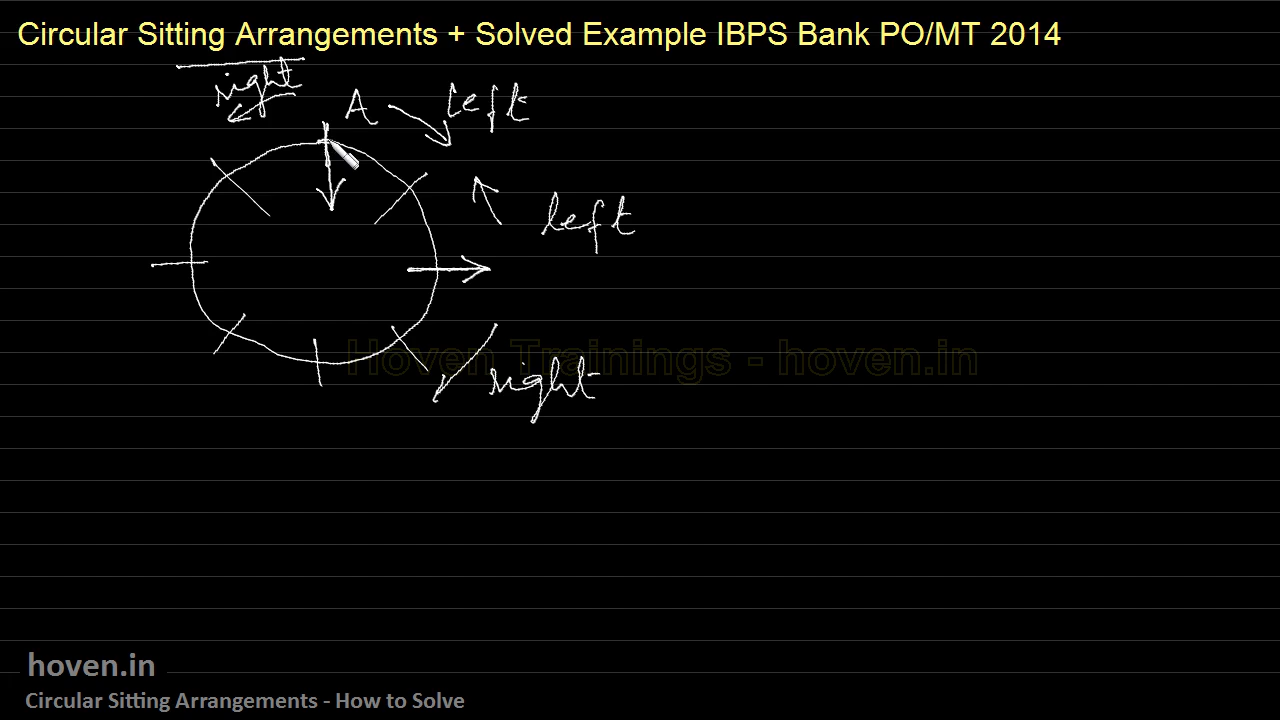 Circular Sitting Arrangements + Solved Example IBPS Bank PO/MT 2014
right
A left
left
Hoven Trainings - hoven.in
right
hoven.in
Circular Sitting Arrangements - How to Solve